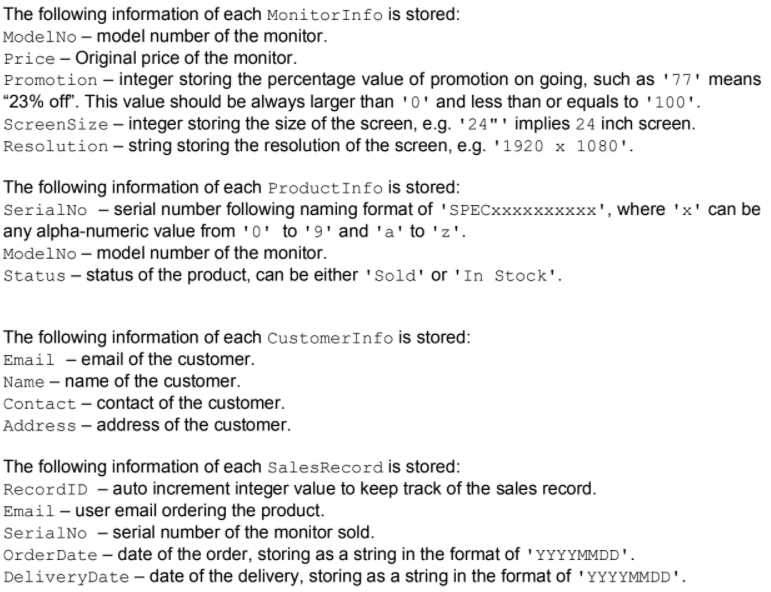 The following information of each MonitorInfo is stored:
ModelNo – model number of the monitor.
Price – Original price of the monitor.
Promotion – integer storing the percentage value of promotion on going, such as '77' means
“23% off”. This value should be always larger than '0' and less than or equals to '100'.
ScreenSize – integer storing the size of the screen, e.g. '24"' implies 24 inch screen.
Resolution – string storing the resolution of the screen, e.g. '1920 x 1080'.
The following information of each ProductInfo is stored:
SerialNo – serial number following naming format of 'SPECxxxxxxxxxx', where 'x' can be
any alpha-numeric value from '0' to '9' and 'a' to 'z'.
ModelNo – model number of the monitor.
Status – status of the product, can be either 'Sold' or 'In Stock'.
The following information of each CustomerInfo is stored:
Email – email of the customer.
Name – name of the customer.
Contact – contact of the customer.
Address – address of the customer.
The following information of each SalesRecord is stored:
RecordID – auto increment integer value to keep track of the sales record.
Email – user email ordering the product.
SerialNo – serial number of the monitor sold.
OrderDate – date of the order, storing as a string in the format of 'YYYYMMDD'.
DeliveryDate – date of the delivery, storing as a string in the format of 'YYYYMMDD'.